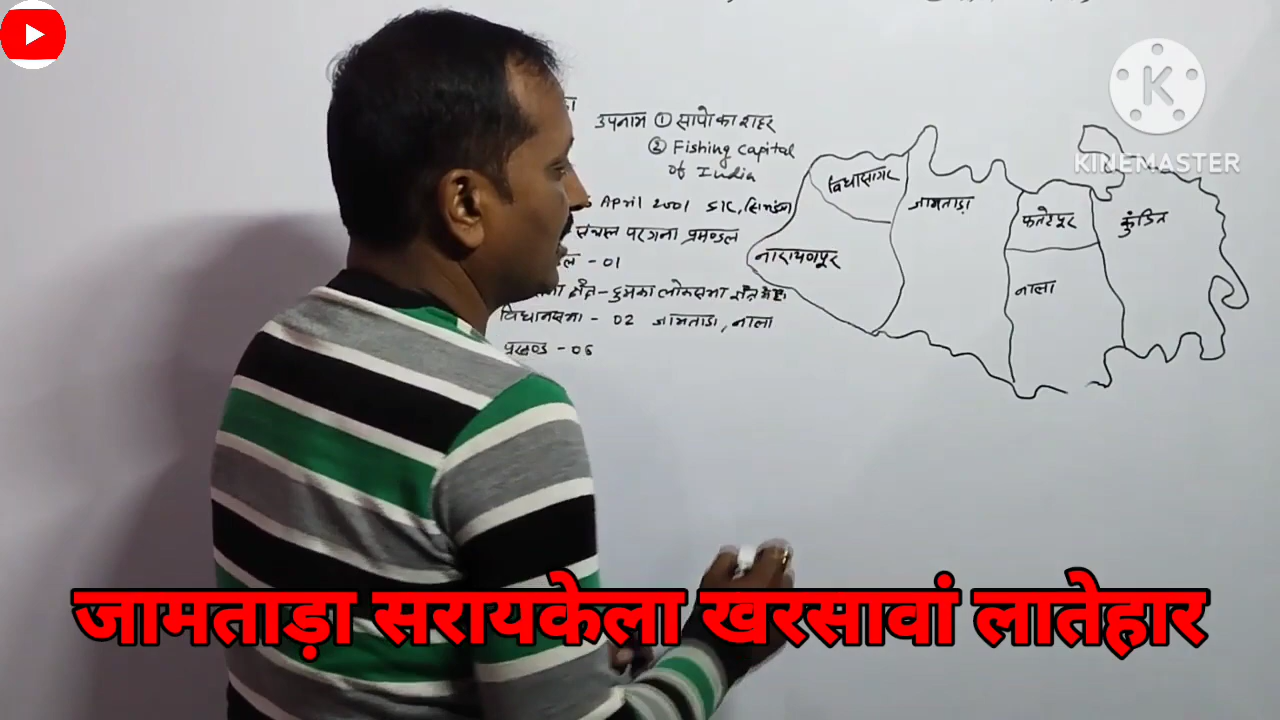 KINEMASTER
उपनाम ① सापो का शहर
② Fishing Capital
of India
April 2001
संथाल परगना प्रमण्डल
ल - 01
क्षेत्र - दुमका लोकसभा क्षेत्र
विधानसभा - 02 जामताड़ा, नाला
प्रखण्ड - 06
विद्यासागर
जामताड़ा
नारायणपुर
फतेहपुर
कुंडित
नाला
जामताड़ा सरायकेला खरसावां लातेहार